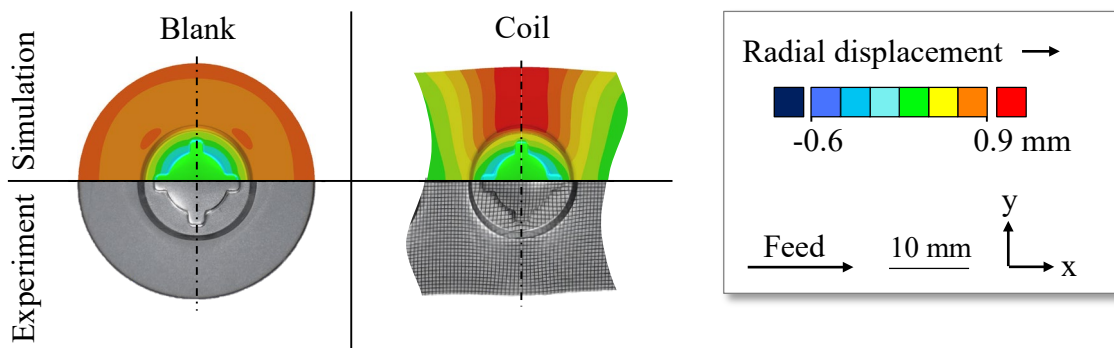 Blank
Coil
Simulation
Experiment
Radial displacement
-0.6
0.9 mm
Feed
10 mm
y
x